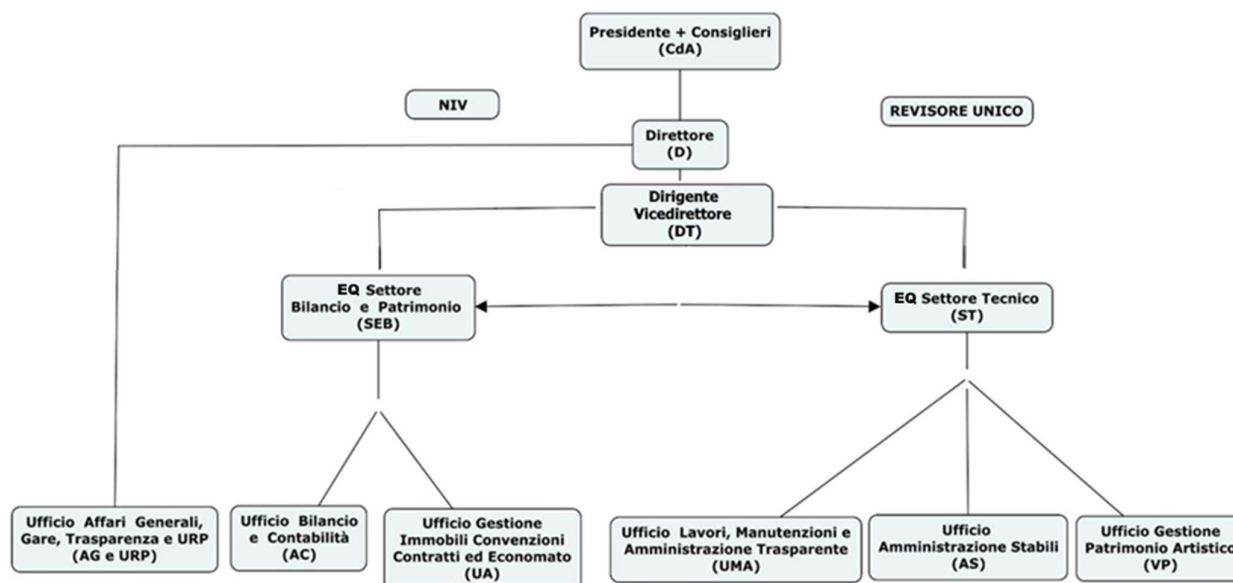 Presidente + Consiglieri
(CdA)
NIV
REVISORE UNICO
Direttore
(D)
Dirigente
Vicedirettore
(DT)
EQ Settore
Bilancio e Patrimonio
(SEB)
EQ Settore Tecnico
(ST)
Ufficio Affari Generali,
Gare, Trasparenza e URP
(AG e URP)
Ufficio Bilancio
e Contabilità
(AC)
Ufficio Gestione
Immobili Convenzioni
Contratti ed Economato
(UA)
Ufficio Lavori, Manutenzioni e
Amministrazione Trasparente
(UMA)
Ufficio
Amministrazione Stabili
(AS)
Ufficio Gestione
Patrimonio Artistico
(VP)